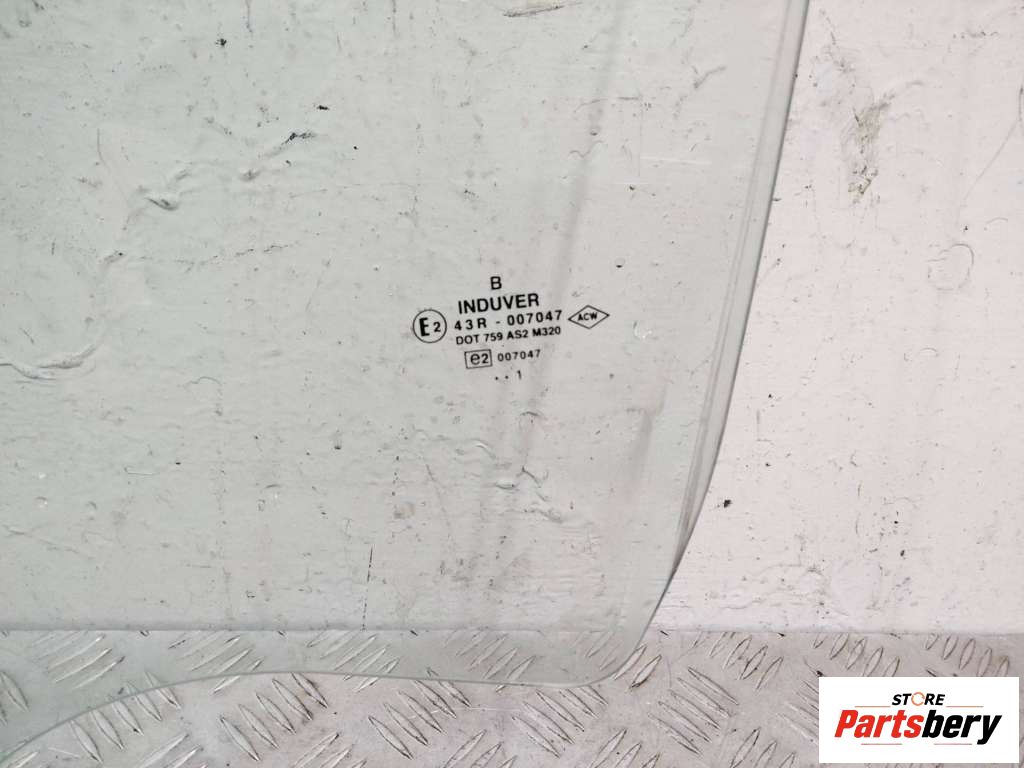 B
INDUVER
E2 43R - 007047 ACW
DOT 759 AS2 M320
e2 007047
• • 1
STORE
Partsbery